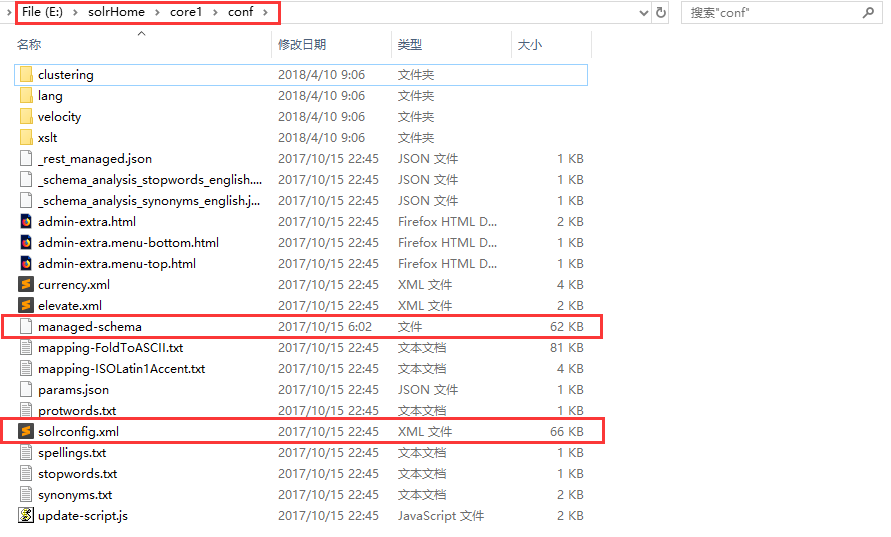 File (E:) solrHome core1 conf 搜索"conf"
名称 修改日期 类型 大小
clustering 2018/4/10 9:06 文件夹
lang 2018/4/10 9:06 文件夹
velocity 2018/4/10 9:06 文件夹
xslt 2018/4/10 9:06 文件夹
_rest_managed.json 2017/10/15 22:45 JSON 文件 1 KB
_schema_analysis_stopwords_english.... 2017/10/15 22:45 JSON 文件 1 KB
_schema_analysis_synonyms_english.j... 2017/10/15 22:45 JSON 文件 1 KB
admin-extra.html 2017/10/15 22:45 Firefox HTML D... 2 KB
admin-extra.menu-bottom.html 2017/10/15 22:45 Firefox HTML D... 1 KB
admin-extra.menu-top.html 2017/10/15 22:45 Firefox HTML D... 1 KB
currency.xml 2017/10/15 22:45 XML 文件 4 KB
elevate.xml 2017/10/15 22:45 XML 文件 2 KB
managed-schema 2017/10/15 6:02 文件 62 KB
mapping-FoldToASCII.txt 2017/10/15 22:45 文本文档 81 KB
mapping-ISOLatin1Accent.txt 2017/10/15 22:45 文本文档 4 KB
params.json 2017/10/15 22:45 JSON 文件 1 KB
protwords.txt 2017/10/15 22:45 文本文档 1 KB
solrconfig.xml 2017/10/15 22:45 XML 文件 66 KB
spellings.txt 2017/10/15 22:45 文本文档 1 KB
stopwords.txt 2017/10/15 22:45 文本文档 1 KB
synonyms.txt 2017/10/15 22:45 文本文档 2 KB
update-script.js 2017/10/15 22:45 JavaScript 文件 2 KB